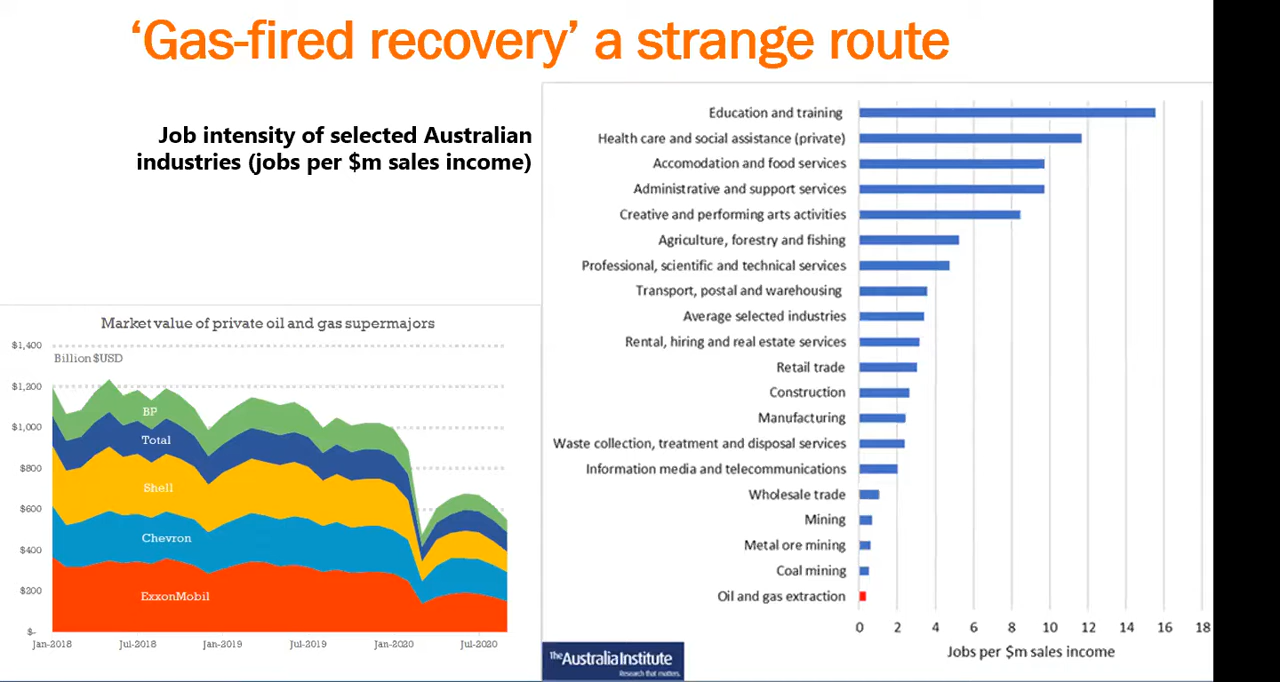 ‘Gas-fired recovery’ a strange route
Job intensity of selected Australian
industries (jobs per $m sales income)
Market value of private oil and gas supermajors
$1,400
Billion $USD
$1,200
$1,000
$800
$600
$400
$200
$-
BP
Total
Shell
Chevron
ExxonMobil
Jan-2018
Jul-2018
Jan-2019
Jul-2019
Jan-2020
Jul-2020
Education and training
Health care and social assistance (private)
Accomodation and food services
Administrative and support services
Creative and performing arts activities
Agriculture, forestry and fishing
Professional, scientific and technical services
Transport, postal and warehousing
Average selected industries
Rental, hiring and real estate services
Retail trade
Construction
Manufacturing
Waste collection, treatment and disposal services
Information media and telecommunications
Wholesale trade
Mining
Metal ore mining
Coal mining
Oil and gas extraction
0 2 4 6 8 10 12 14 16 18
Jobs per $m sales income
The Australia Institute
Research that matters.